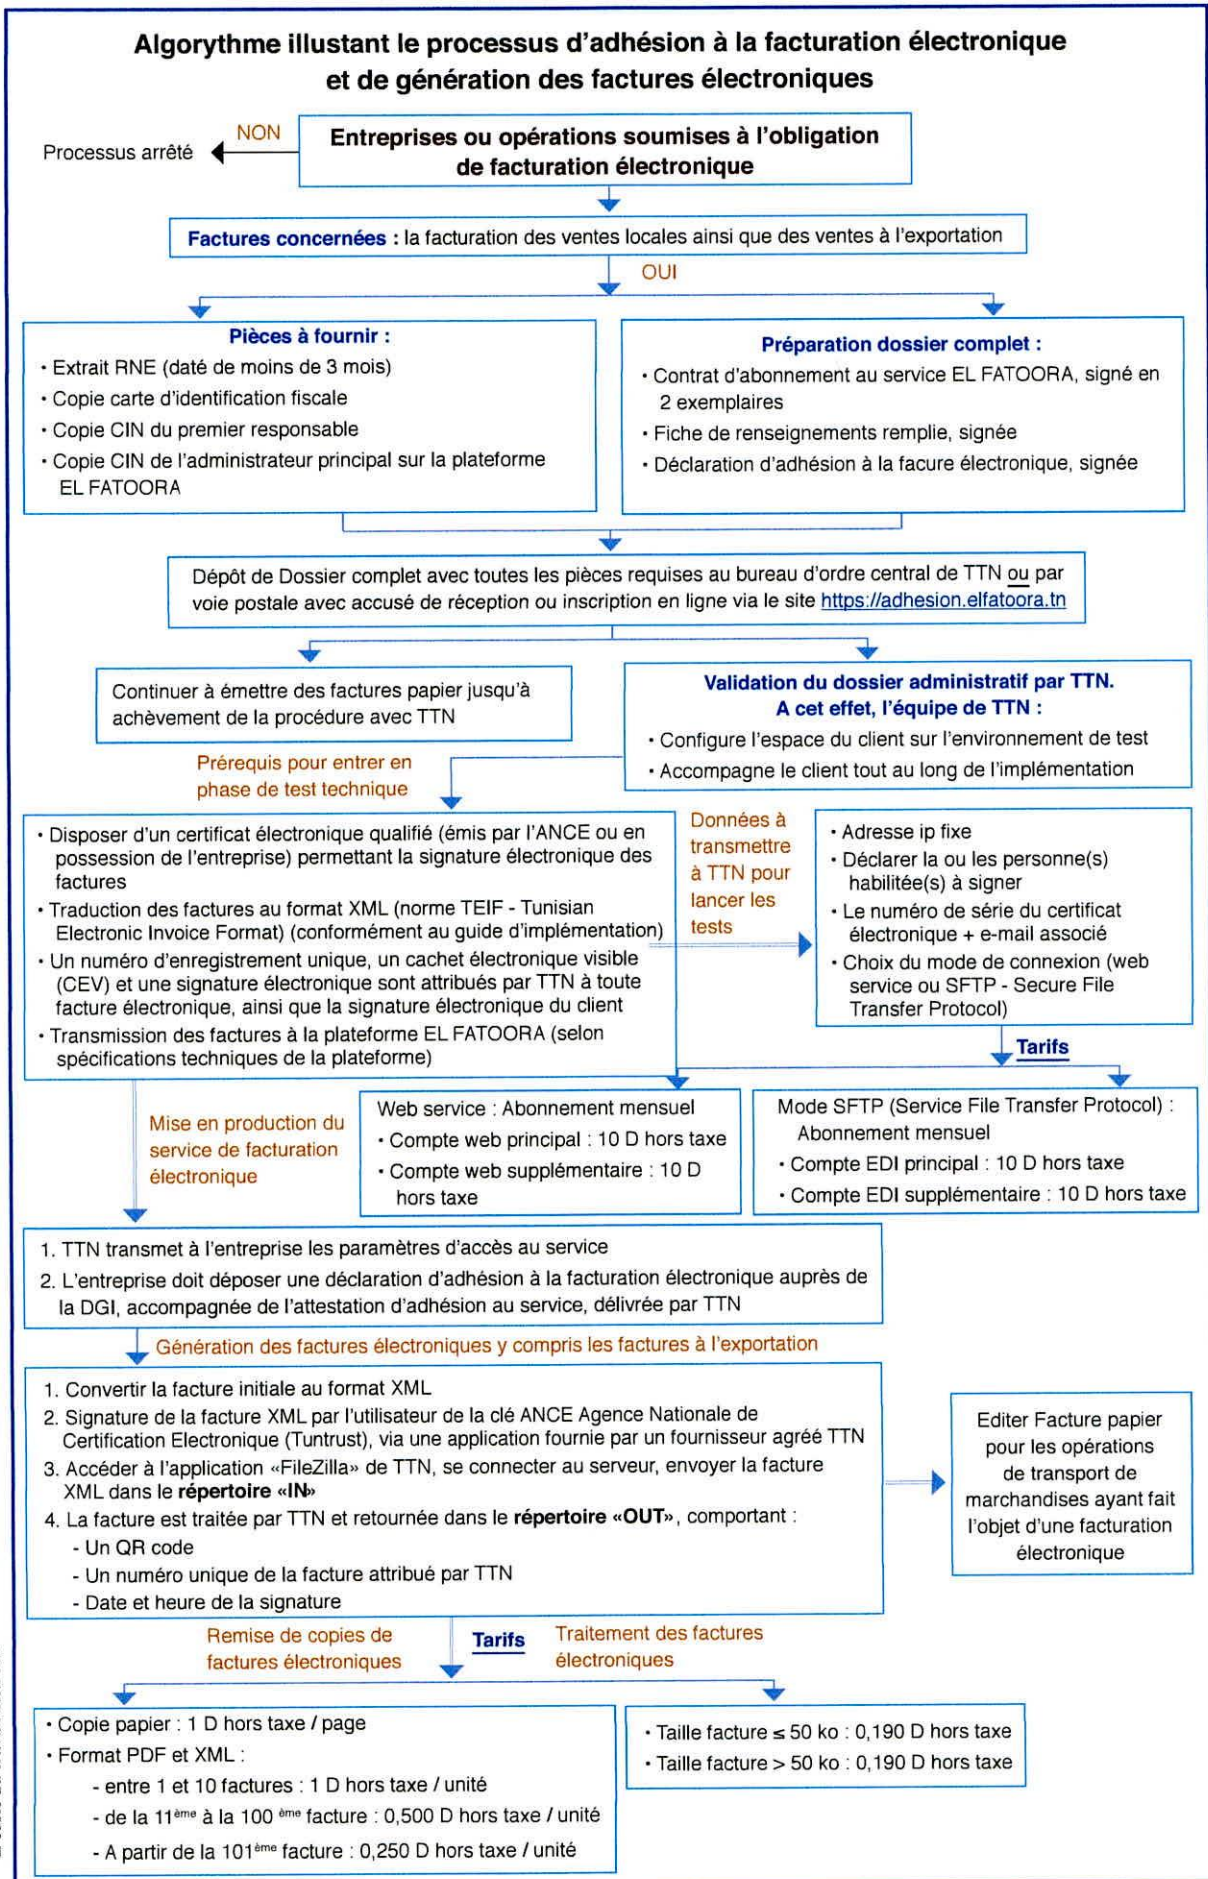 Algorythme illustant le processus d'adhésion à la facturation électronique
et de génération des factures électroniques
NON
Processus arrêté
Entreprises ou opérations soumises à l'obligation
de facturation électronique
Factures concernées : la facturation des ventes locales ainsi que des ventes à l'exportation
OUI
Pièces à fournir :
• Extrait RNE (daté de moins de 3 mois)
• Copie carte d'identification fiscale
• Copie CIN du premier responsable
• Copie CIN de l'administrateur principal sur la plateforme
EL FATOORA
Préparation dossier complet :
• Contrat d'abonnement au service EL FATOORA, signé en
2 exemplaires
• Fiche de renseignements remplie, signée
• Déclaration d'adhésion à la facure électronique, signée
Dépôt de Dossier complet avec toutes les pièces requises au bureau d'ordre central de TTN ou par
voie postale avec accusé de réception ou inscription en ligne via le site https://adhesion.elfatoora.tn
Continuer à émettre des factures papier jusqu'à
achèvement de la procédure avec TTN
Validation du dossier administratif par TTN.
A cet effet, l'équipe de TTN :
• Configure l'espace du client sur l'environnement de test
• Accompagne le client tout au long de l'implémentation
Prérequis pour entrer en
phase de test technique
• Disposer d'un certificat électronique qualifié (émis par l'ANCE ou en
possession de l'entreprise) permettant la signature électronique des
factures
• Traduction des factures au format XML (norme TEIF - Tunisian
Electronic Invoice Format) (conformément au guide d'implémentation)
• Un numéro d'enregistrement unique, un cachet électronique visible
(CEV) et une signature électronique sont attribués par TTN à toute
facture électronique, ainsi que la signature électronique du client
• Transmission des factures à la plateforme EL FATOORA (selon
spécifications techniques de la plateforme)
Données à
transmettre
à TTN pour
lancer les
tests
• Adresse ip fixe
• Déclarer la ou les personne(s)
habilitée(s) à signer
• Le numéro de série du certificat
électronique + e-mail associé
• Choix du mode de connexion (web
service ou SFTP - Secure File
Transfer Protocol)
Tarifs
Mise en production du
service de facturation
électronique
Web service : Abonnement mensuel
• Compte web principal : 10 D hors taxe
• Compte web supplémentaire : 10 D
hors taxe
Mode SFTP (Service File Transfer Protocol) :
Abonnement mensuel
• Compte EDI principal : 10 D hors taxe
• Compte EDI supplémentaire : 10 D hors taxe
1. TTN transmet à l'entreprise les paramètres d'accès au service
2. L'entreprise doit déposer une déclaration d'adhésion à la facturation électronique auprès de
la DGI, accompagnée de l'attestation d'adhésion au service, délivrée par TTN
Génération des factures électroniques y compris les factures à l'exportation
1. Convertir la facture initiale au format XML
2. Signature de la facture XML par l'utilisateur de la clé ANCE Agence Nationale de
Certification Electronique (Tuntrust), via une application fournie par un fournisseur agréé TTN
3. Accéder à l'application «FileZilla» de TTN, se connecter au serveur, envoyer la facture
XML dans le répertoire «IN»
4. La facture est traitée par TTN et retournée dans le répertoire «OUT», comportant :
- Un QR code
- Un numéro unique de la facture attribué par TTN
- Date et heure de la signature
Editer Facture papier
pour les opérations
de transport de
marchandises ayant fait
l'objet d'une facturation
électronique
Remise de copies de
factures électroniques
Tarifs
Traitement des factures
électroniques
• Copie papier : 1 D hors taxe / page
• Format PDF et XML :
- entre 1 et 10 factures : 1 D hors taxe / unité
- de la 11ème à la 100 ème facture : 0,500 D hors taxe / unité
- A partir de la 101ème facture : 0,250 D hors taxe / unité
• Taille facture ≤ 50 ko : 0,190 D hors taxe
• Taille facture > 50 ko : 0,190 D hors taxe